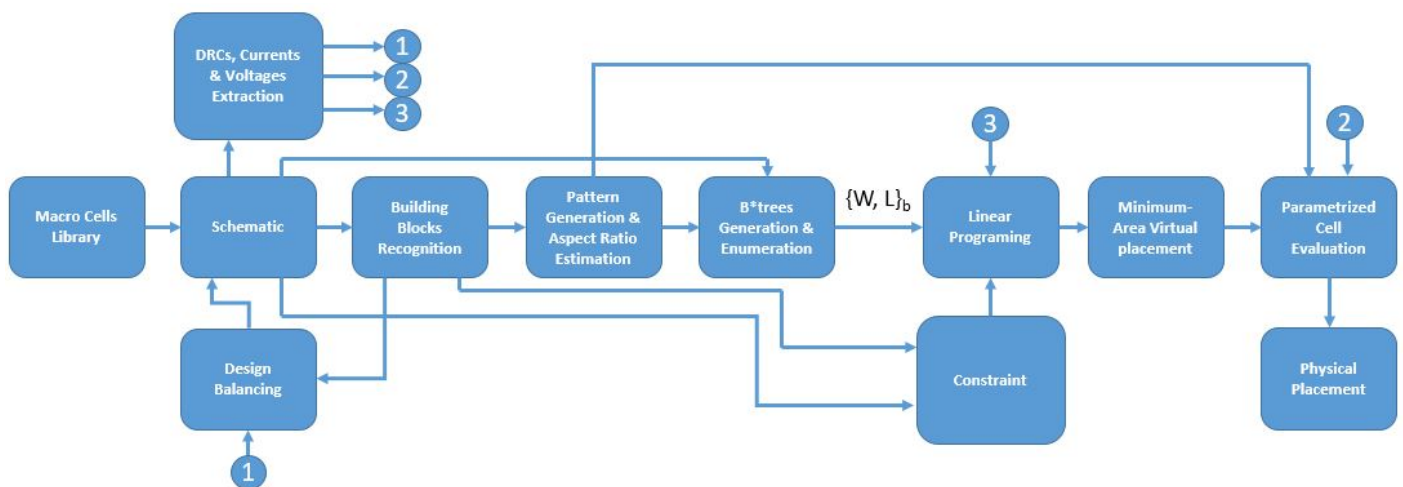 DRCs, Currents
& Voltages
Extraction
1
2
3
3
2
Macro Cells
Library
Schematic
Building
Blocks
Recognition
Pattern
Generation &
Aspect Ratio
Estimation
B*trees
Generation &
Enumeration
{W, L}b
Linear
Programing
Minimum-
Area Virtual
placement
Parametrized
Cell
Evaluation
Design
Balancing
Constraint
Physical
Placement
1